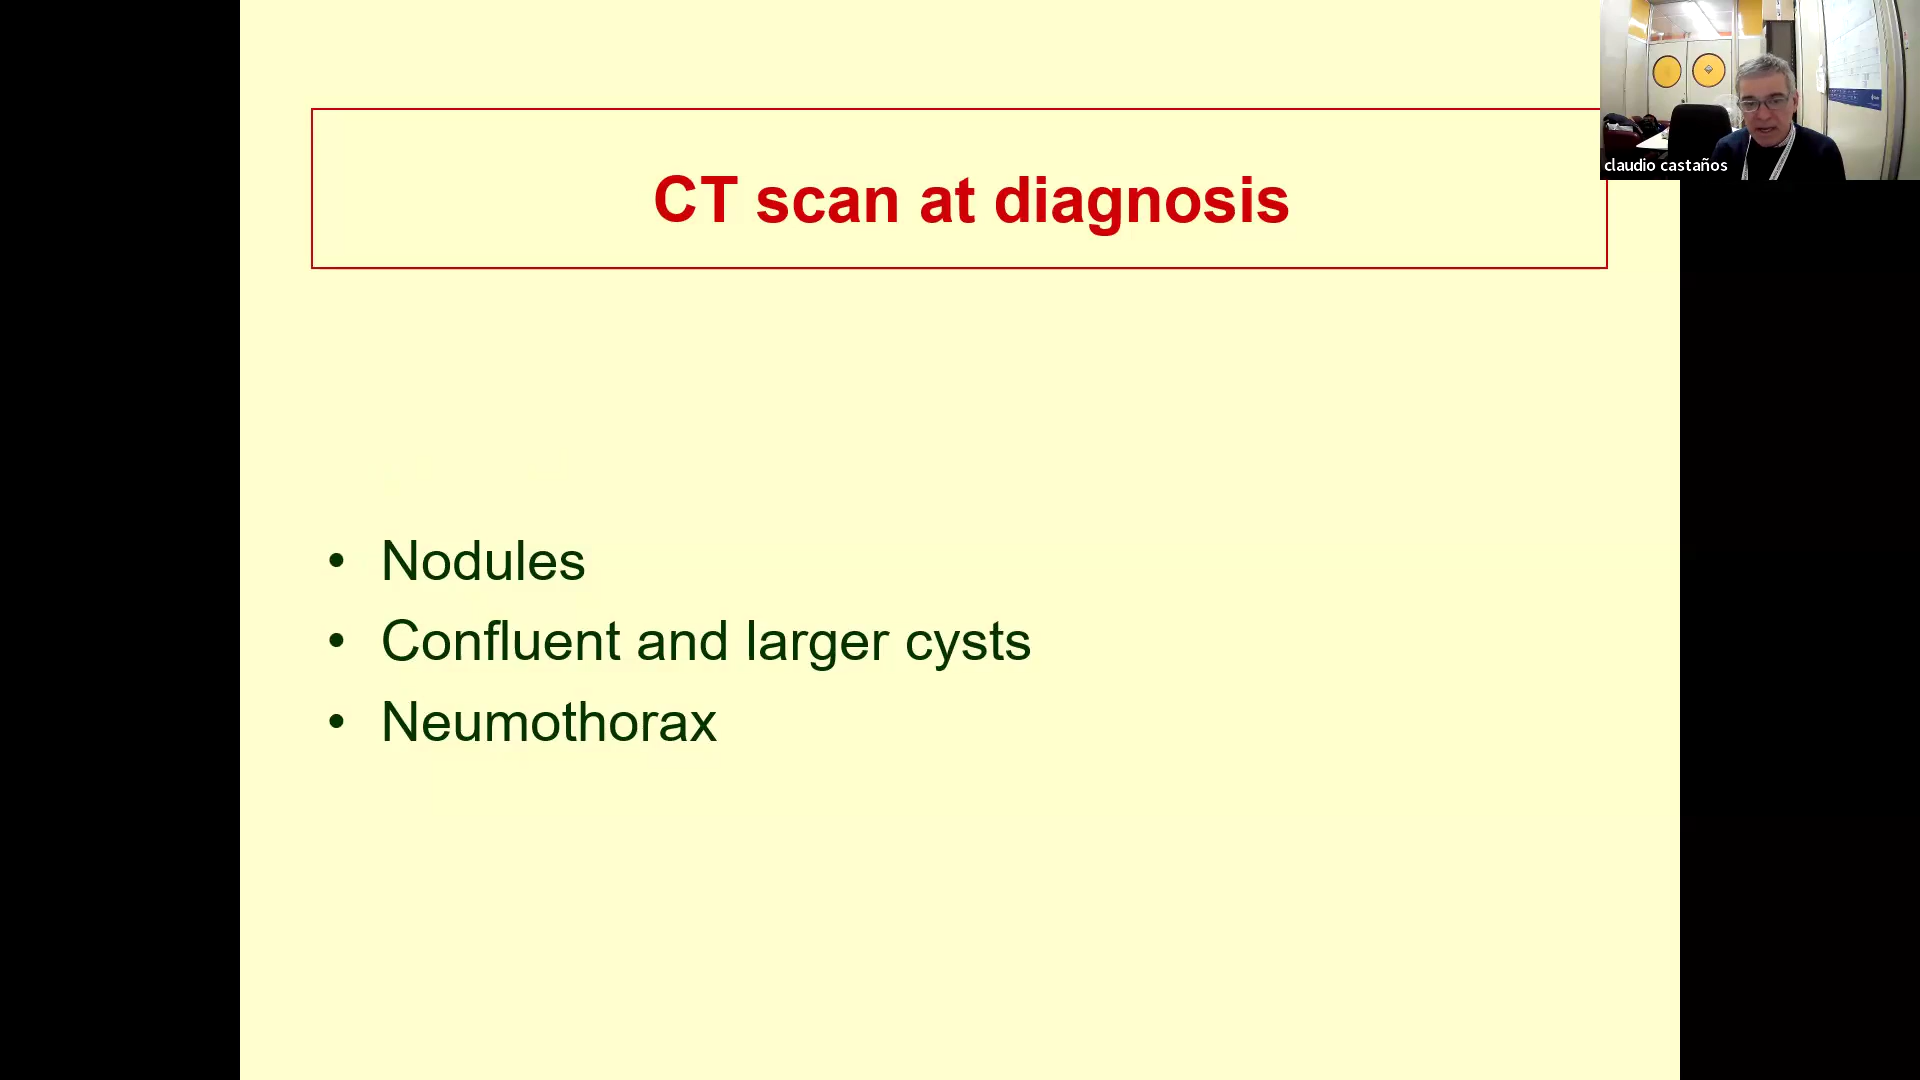 CT scan at diagnosis
claudio castaños
• Nodules
• Confluent and larger cysts
• Neumothorax